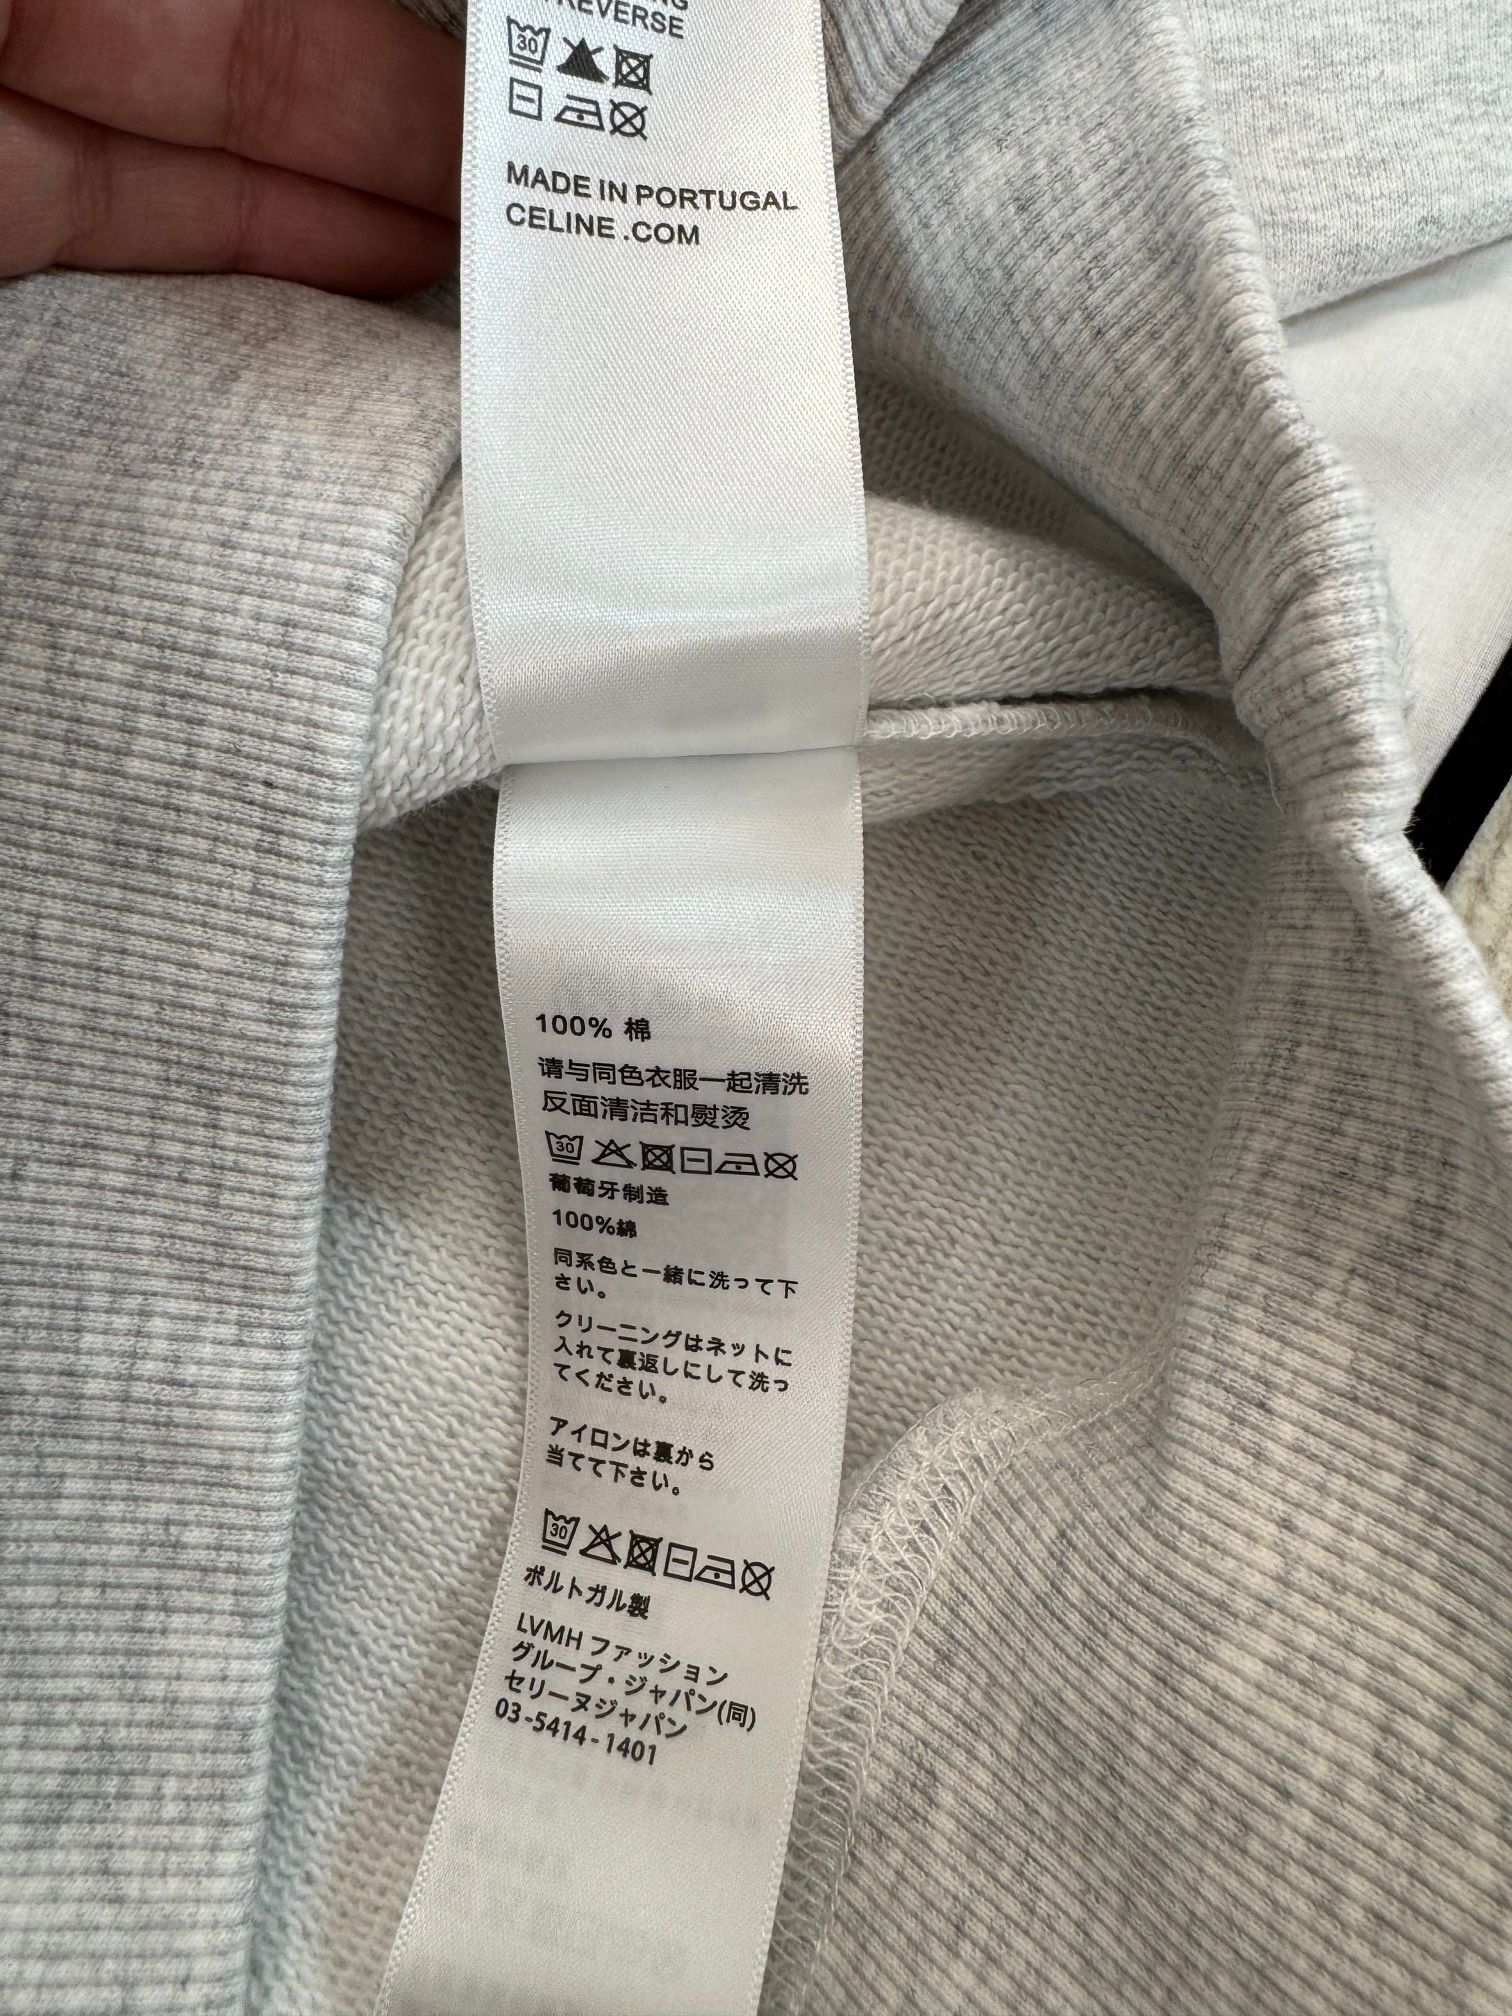 REVERSE
30
MADE IN PORTUGAL
CELINE .COM
100% 棉
请与同色衣服一起清洗
反面清洁和熨烫
30
葡萄牙制造
100%綿
同系色と一緒に洗って下
さい。
クリーニングはネットに
入れて裏返しにして洗っ
てください。
アイロンは裏から
当てて下さい。
30
ポルトガル製
LVMH ファッション
グループ・ジャパン(同)
セリーヌジャパン
03-5414-1401